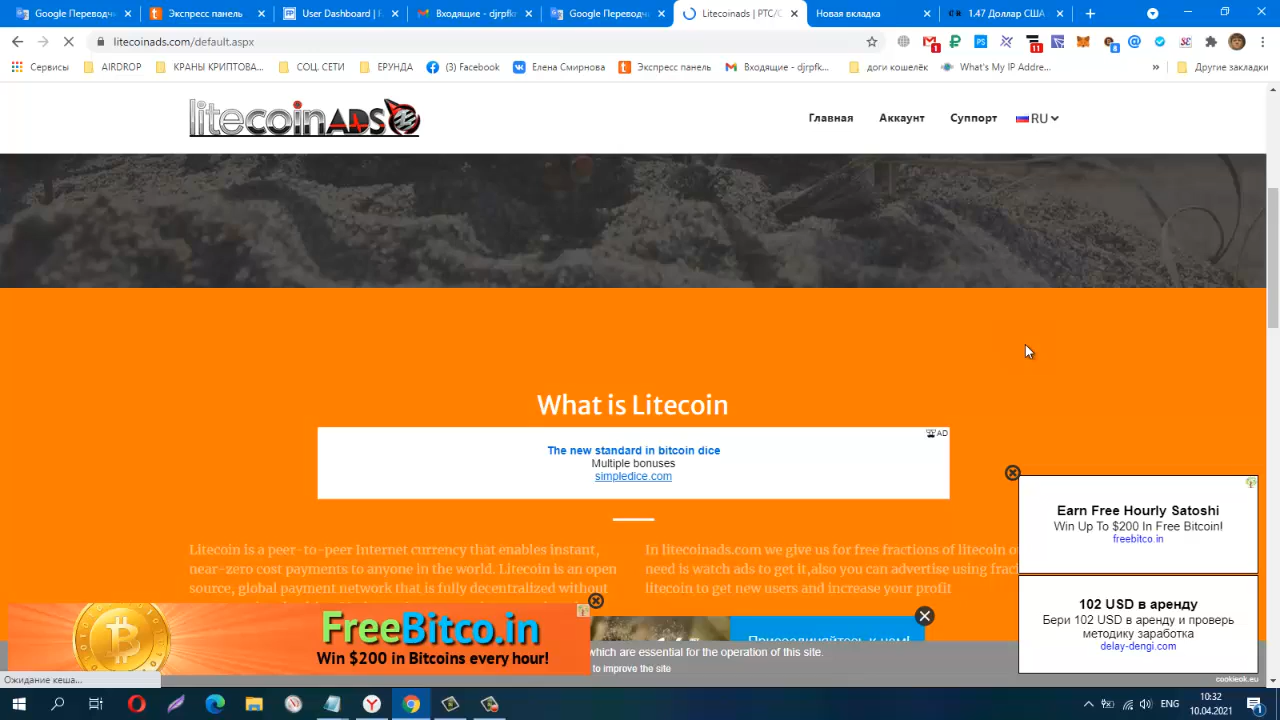 Google Переводч
Экспресс панель
User Dashboard | F
Входящие - djrpfk
Google Переводч
Litecoinads | PTC/
Новая вкладка
1.47 Доллар США
litecoinads.com/default.aspx
1
11
8
Сервисы
AIRDROP
КРАНЫ КРИПТОВА...
СОЦ. СЕТИ
ЕРУНДА
(3) Facebook
Елена Смирнова
Экспресс панель
Входящие - djrpfk...
доги кошелёк
What's My IP Addre...
»
Другие закладки
litecoinADS
Главная
Аккаунт
Суппорт
RU
What is Litecoin
AD
The new standard in bitcoin dice
Multiple bonuses
simpledice.com
Litecoin is a peer-to-peer Internet currency that enables instant,
near-zero cost payments to anyone in the world. Litecoin is an open
source, global payment network that is fully decentralized without
In litecoinads.com we give us for free fractions of litecoin
need is watch ads to get it,also you can advertise using
litecoin to get new users and increase your profit
Earn Free Hourly Satoshi
Win Up To $200 In Free Bitcoin!
freebitco.in
102 USD в аренду
Бери 102 USD в аренду и проверь
методику заработка
delay-dengi.com
FreeBitco.in
Win $200 in Bitcoins every hour!
Присоединяйтесь к нам!
which are essential for the operation of this site.
to improve the site
cookieok.eu
Ожидание кеша...
10:32
10.04.2021
1